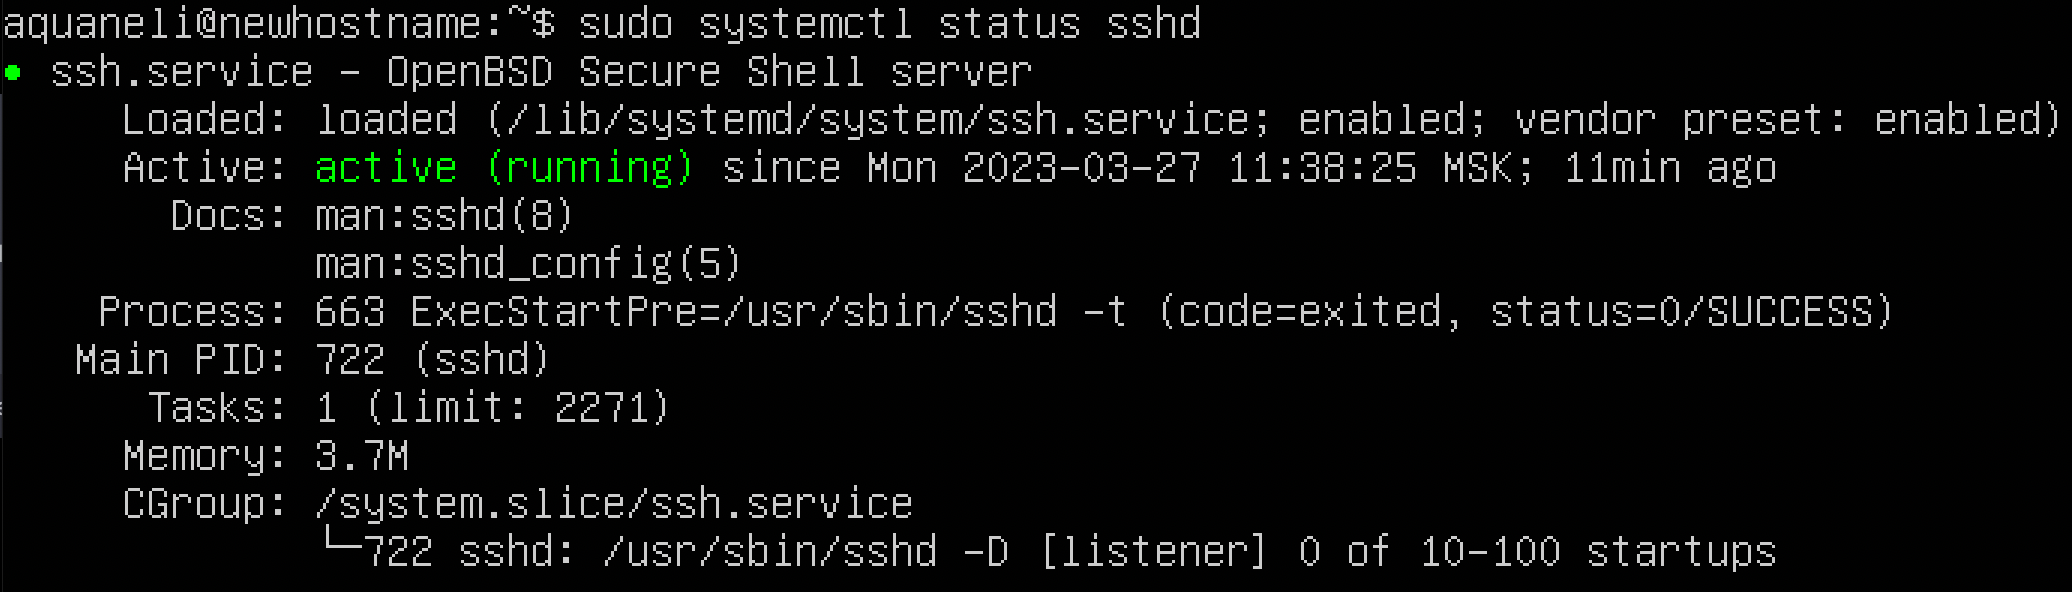 aquaneli@newhostname:~$ sudo systemctl status sshd
● ssh.service - OpenBSD Secure Shell server
     Loaded: loaded (/lib/systemd/system/ssh.service; enabled; vendor preset: enabled)
     Active: active (running) since Mon 2023-03-27 11:38:25 MSK; 11min ago
       Docs: man:sshd(8)
             man:sshd_config(5)
    Process: 663 ExecStartPre=/usr/sbin/sshd -t (code=exited, status=0/SUCCESS)
   Main PID: 722 (sshd)
      Tasks: 1 (limit: 2271)
     Memory: 3.7M
     CGroup: /system.slice/ssh.service
             └─722 sshd: /usr/sbin/sshd -D [listener] 0 of 10-100 startups